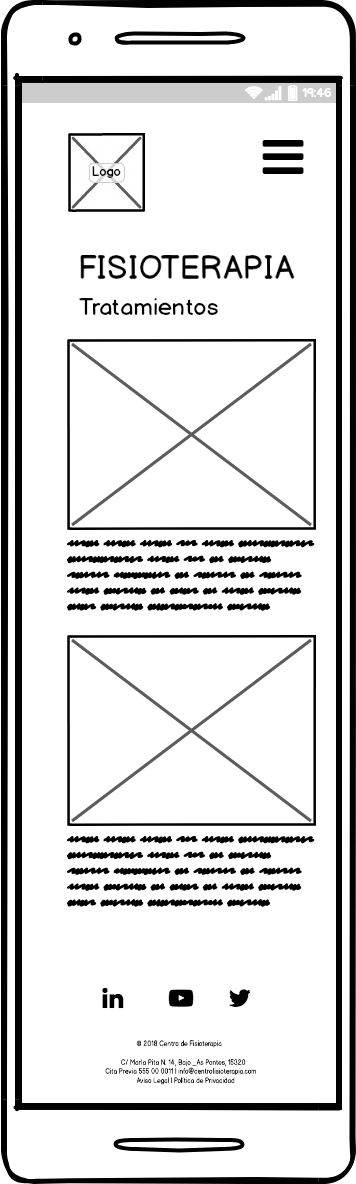 19:46
Logo
FISIOTERAPIA
Tratamientos
© 2018 Centro de Fisioterapia
C/ María Pita N. 14, Bajo _As Pontes, 15320
Cita Previa 555 00 0011 | info@centrofisioterapia.com
Aviso Legal | Política de Privacidad